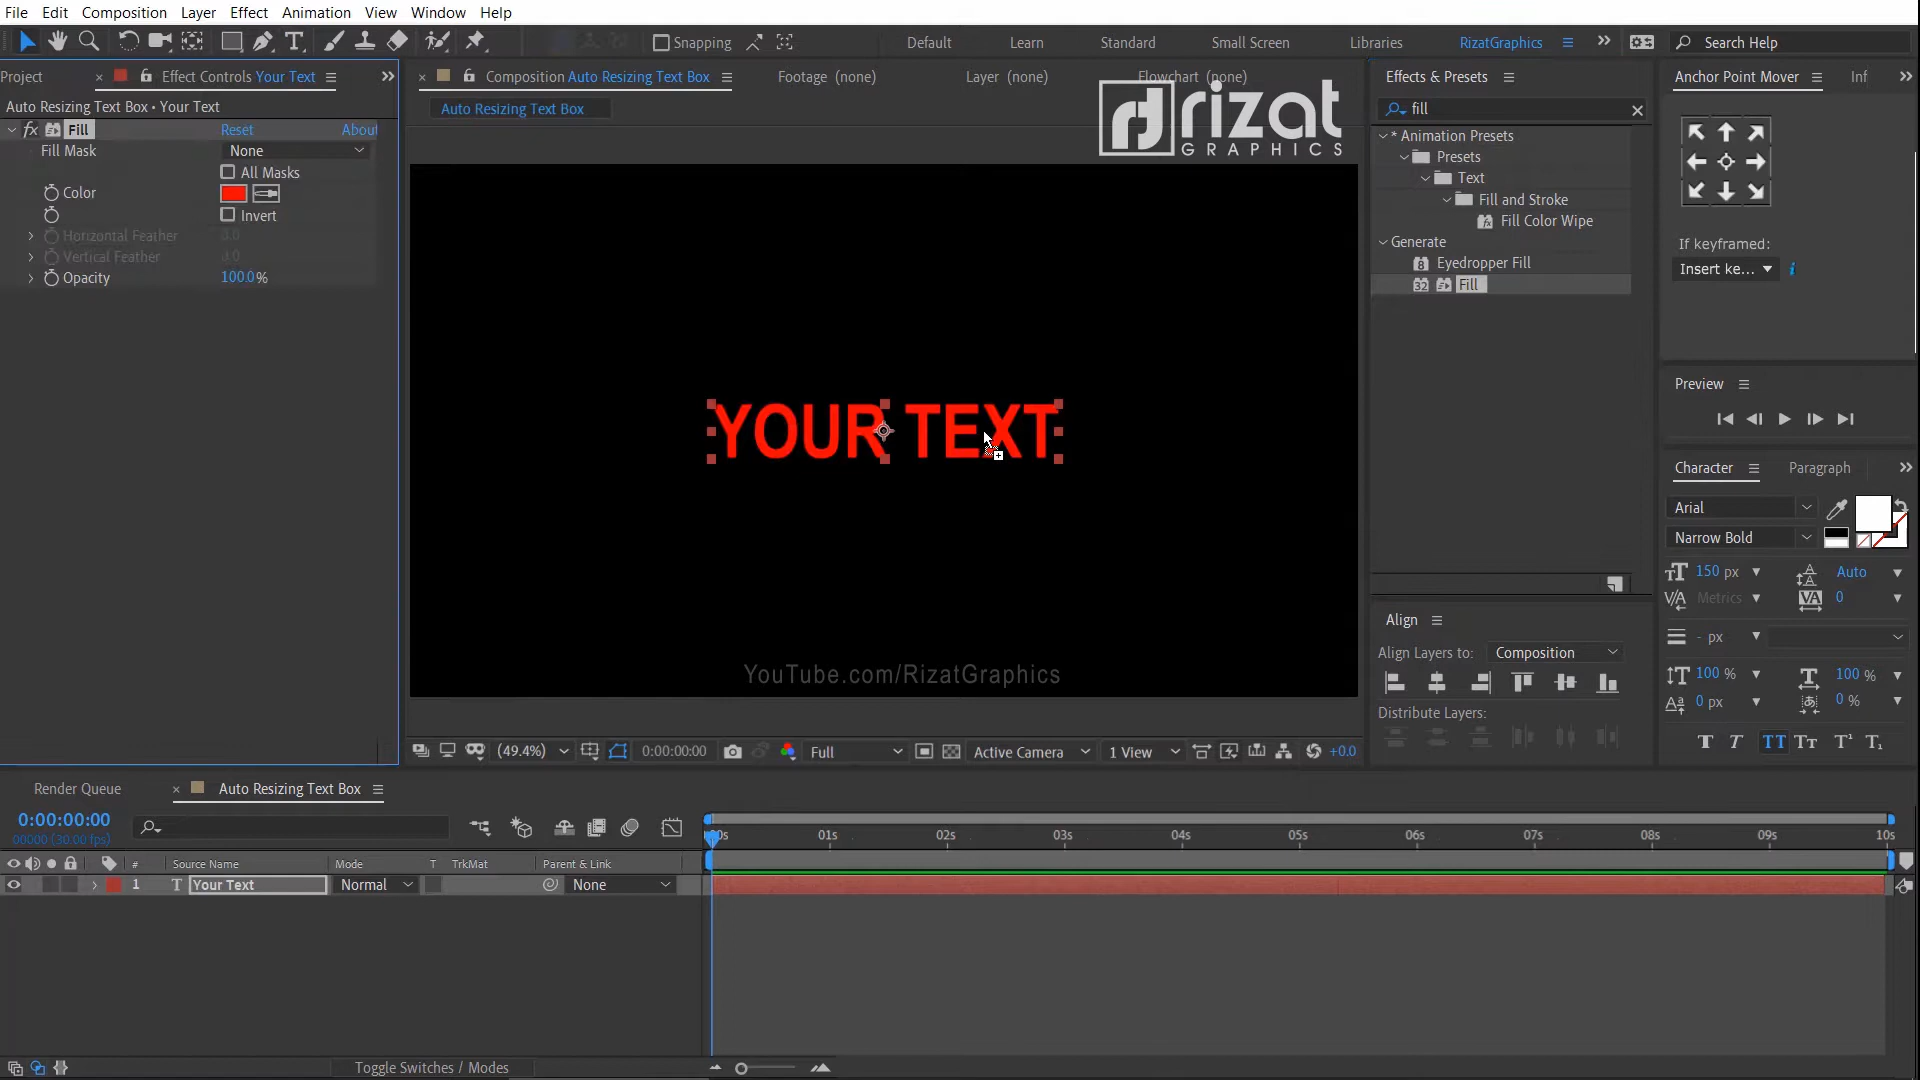 File Edit Composition Layer Effect Animation View Window Help
Snapping Default Learn Standard Small Screen Libraries RizatGraphics Search Help
Project Effect Controls Your Text
Auto Resizing Text Box • Your Text
fx Fill Reset About
Fill Mask None
All Masks
Color
Invert
Horizontal Feather 0.0
Vertical Feather 0.0
Opacity 100.0%
Composition Auto Resizing Text Box Footage (none) Layer (none) Flowchart (none)
Auto Resizing Text Box
rizat
GRAPHICS
YOUR TEXT
YouTube.com/RizatGraphics
(49.4%) 0:00:00:00 Full Active Camera 1 View +0.0
Effects & Presets
fill
* Animation Presets
Presets
Text
Fill and Stroke
Fill Color Wipe
Generate
Eyedropper Fill
32 Fill
Align
Align Layers to: Composition
Distribute Layers:
Anchor Point Mover Inf
If keyframed:
Insert ke...
Preview
Character Paragraph
Arial
Narrow Bold
150 px Auto
Metrics 0
- px
100 % 100 %
0 px 0 %
Render Queue Auto Resizing Text Box
0:00:00:00
00000 (30.00 fps)
# Source Name Mode T TrkMat Parent & Link
1 T Your Text Normal None
00s 01s 02s 03s 04s 05s 06s 07s 08s 09s 10s
Toggle Switches / Modes